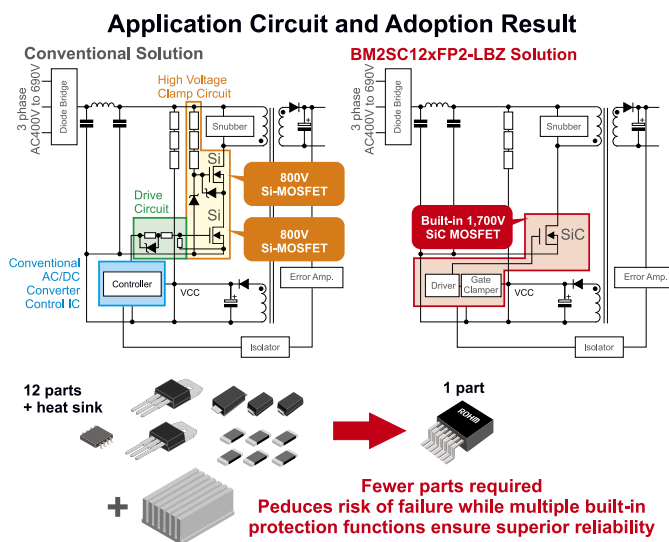 Application Circuit and Adoption Result
Conventional Solution
3 phase
AC400V to 690V
Diode Bridge
High Voltage
Clamp Circuit
Snubber
Si
800V
Si-MOSFET
Drive
Circuit
Si
800V
Si-MOSFET
Conventional
AC/DC
Converter
Control IC
Controller
VCC
Error Amp.
Isolator
BM2SC12xFP2-LBZ Solution
3 phase
AC400V to 690V
Diode Bridge
Snubber
Built-in 1,700V
SiC MOSFET
SiC
Driver
Gate
Clamper
VCC
Error Amp.
Isolator
12 parts
+ heat sink
+
1 part
ROHM
Fewer parts required
Peduces risk of failure while multiple built-in
protection functions ensure superior reliability